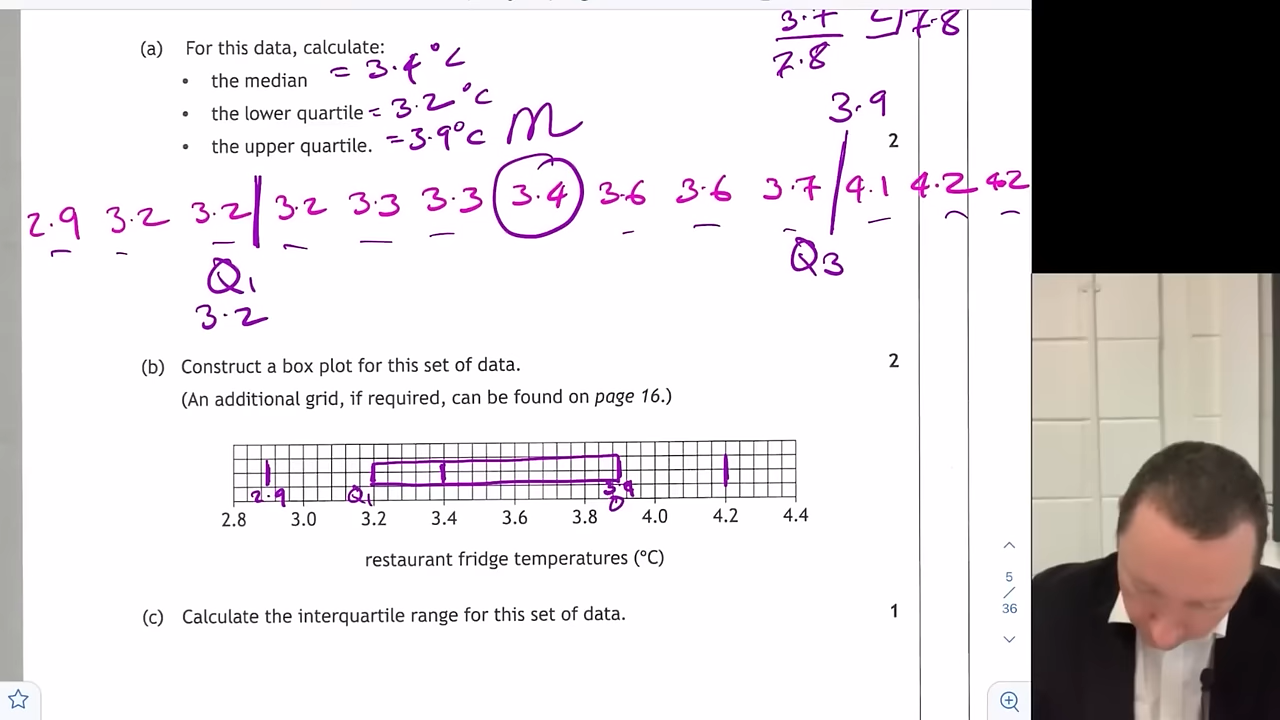 3.7
7.8
7.8
(a) For this data, calculate:
• the median = 3.4°C
• the lower quartile = 3.2°C
• the upper quartile. = 3.9°C M
3.9
2
2.9 3.2 3.2 3.2 3.3 3.3 3.4 3.6 3.6 3.7 4.1 4.2 4.2
Q1 Q3
3.2
(b) Construct a box plot for this set of data. 2
(An additional grid, if required, can be found on page 16.)
2.9 Q1 3.9
2.8 3.0 3.2 3.4 3.6 3.8 4.0 4.2 4.4
restaurant fridge temperatures (°C)
(c) Calculate the interquartile range for this set of data. 1
5
/
36